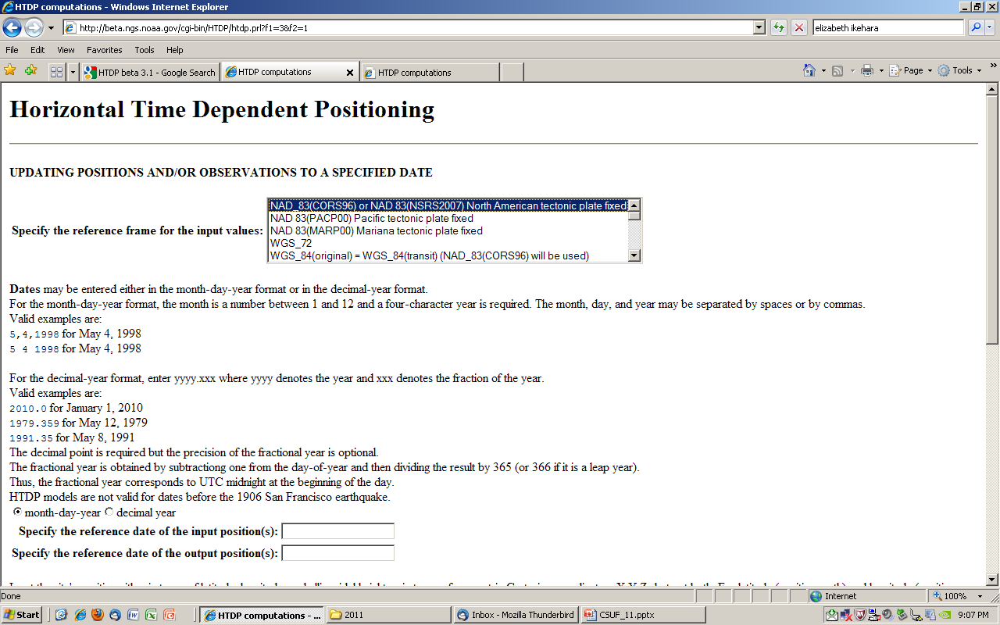 HTDP computations - Windows Internet Explorer
http://beta.ngs.noaa.gov/cgi-bin/HTDP/htdp.prl?f1=3&f2=1
elizabeth ikehara
File Edit View Favorites Tools Help
HTDP beta 3.1 - Google Search
HTDP computations
HTDP computations
Page
Tools
Horizontal Time Dependent Positioning
UPDATING POSITIONS AND/OR OBSERVATIONS TO A SPECIFIED DATE
NAD_83(CORS96) or NAD 83(NSRS2007) North American tectonic plate fixed
NAD 83(PACP00) Pacific tectonic plate fixed
Specify the reference frame for the input values: NAD 83(MARP00) Mariana tectonic plate fixed
WGS_72
WGS_84(original) = WGS_84(transit) (NAD_83(CORS96) will be used)
Dates may be entered either in the month-day-year format or in the decimal-year format.
For the month-day-year format, the month is a number between 1 and 12 and a four-character year is required. The month, day, and year may be separated by spaces or by commas.
Valid examples are:
5,4,1998 for May 4, 1998
5 4 1998 for May 4, 1998
For the decimal-year format, enter yyyy.xxx where yyyy denotes the year and xxx denotes the fraction of the year.
Valid examples are:
2010.0 for January 1, 2010
1979.359 for May 12, 1979
1991.35 for May 8, 1991
The decimal point is required but the precision of the fractional year is optional.
The fractional year is obtained by subtractiong one from the day-of-year and then dividing the result by 365 (or 366 if it is a leap year).
Thus, the fractional year corresponds to UTC midnight at the beginning of the day.
HTDP models are not valid for dates before the 1906 San Francisco earthquake.
month-day-year decimal year
Specify the reference date of the input position(s):
Specify the reference date of the output position(s):
Done
Internet
100%
Start
HTDP computations - ...
2011
Inbox - Mozilla Thunderbird
CSUF_11.pptx
9:07 PM